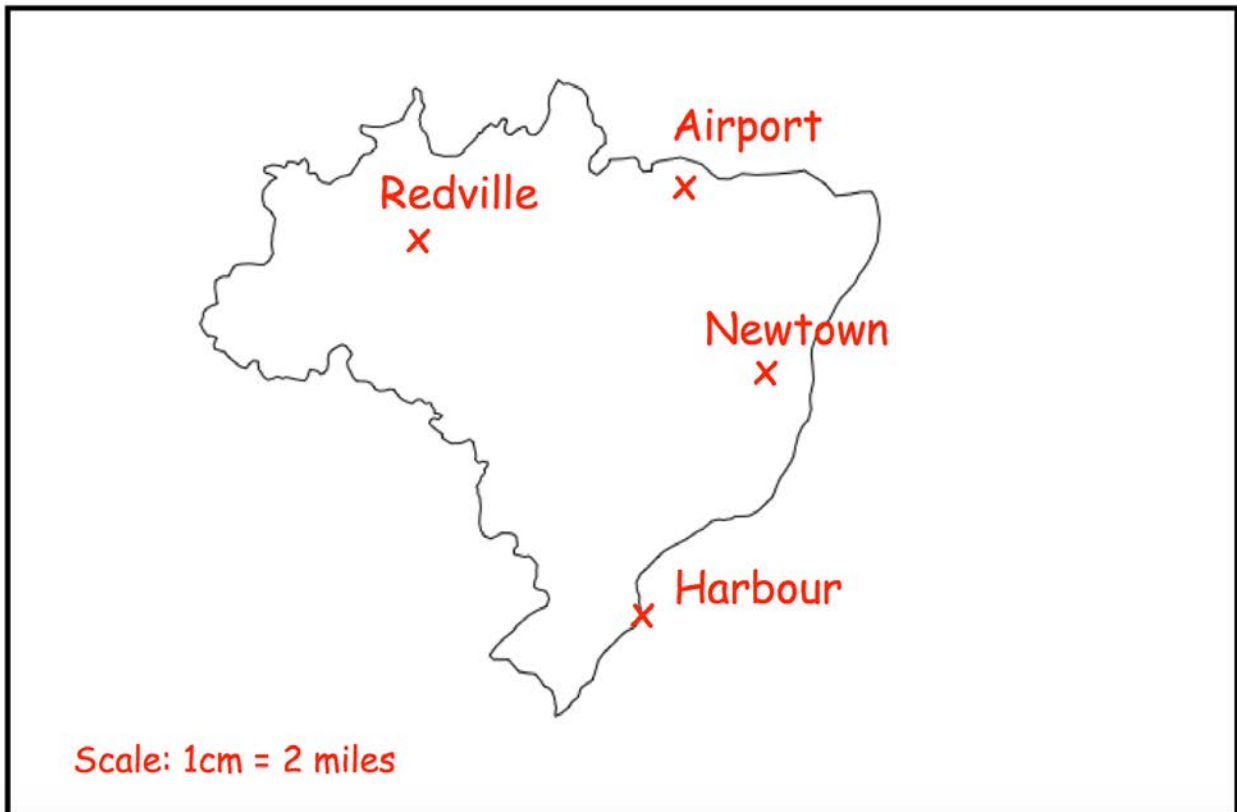 Airport
Redville
x
x
Newtown
x
Harbour
x
Scale: 1cm = 2 miles